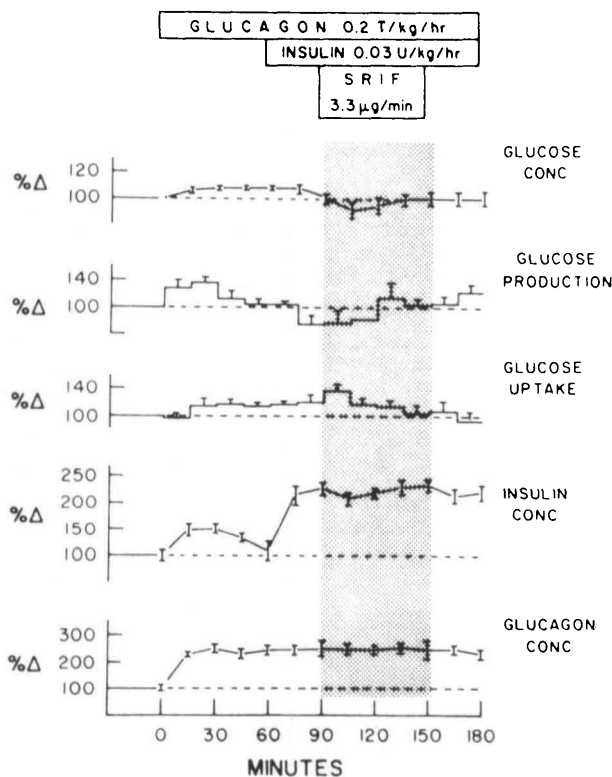 GLUCAGON 0.2 T/kg/hr
INSULIN 0.03 U/kg/hr
SRIF
3.3 µg/min
%Δ
120
100
GLUCOSE
CONC
%Δ
140
100
GLUCOSE
PRODUCTION
%Δ
140
100
GLUCOSE
UPTAKE
%Δ
250
200
150
100
INSULIN
CONC
%Δ
300
200
100
GLUCAGON
CONC
0 30 60 90 120 150 180
MINUTES